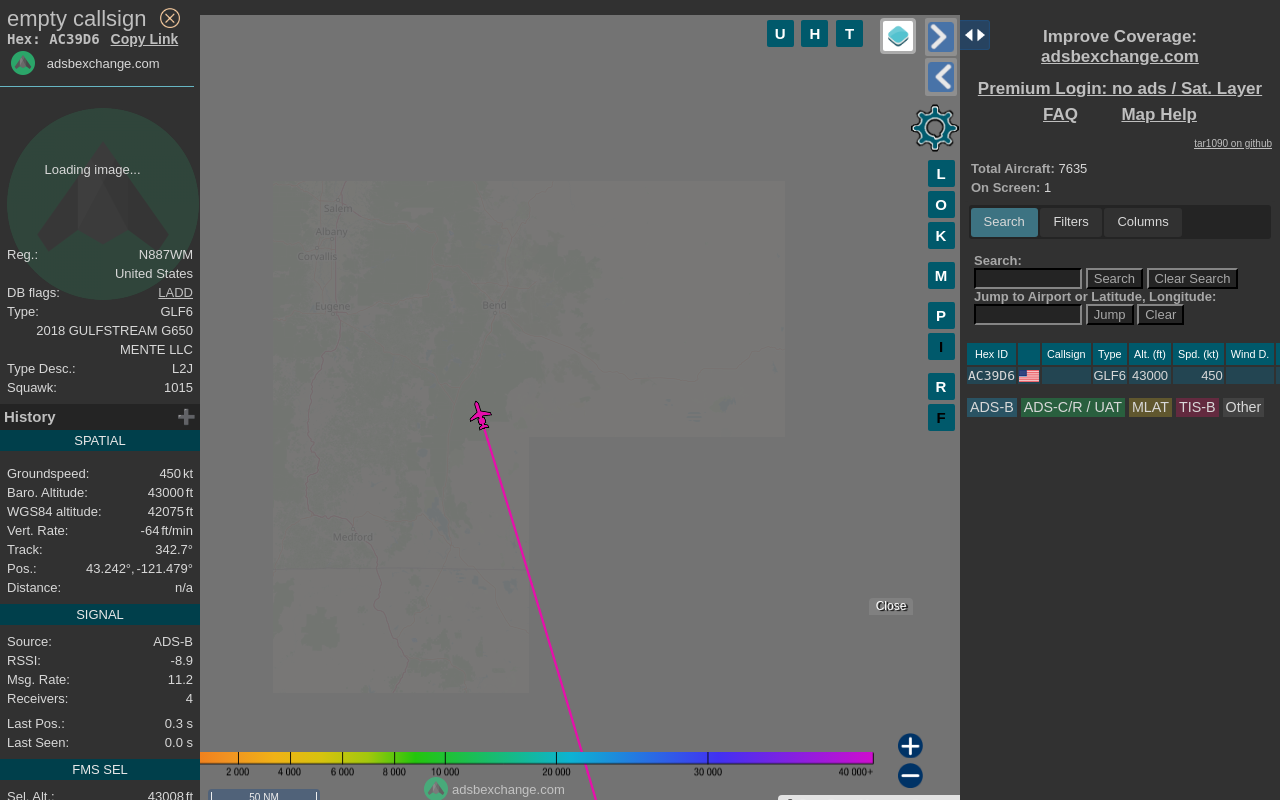 empty callsign
Hex: AC39D6 Copy Link
adsbexchange.com
Loading image...
Reg.: N887WM
United States
DB flags: LADD
Type: GLF6
2018 GULFSTREAM G650
MENTE LLC
Type Desc.: L2J
Squawk: 1015
History
SPATIAL
Groundspeed: 450 kt
Baro. Altitude: 43000 ft
WGS84 altitude: 42075 ft
Vert. Rate: -64 ft/min
Track: 342.7°
Pos.: 43.242°, -121.479°
Distance: n/a
SIGNAL
Source: ADS-B
RSSI: -8.9
Msg. Rate: 11.2
Receivers: 4
Last Pos.: 0.3 s
Last Seen: 0.0 s
FMS SEL
Sel. Alt.: 43008 ft
U H T
L
O
K
M
P
I
R
F
Salem
Albany
Corvallis
Eugene
Bend
Medford
Close
2 000 4 000 6 000 8 000 10 000 20 000 30 000 40 000+
adsbexchange.com
50 NM
Improve Coverage:
adsbexchange.com
Premium Login: no ads / Sat. Layer
FAQ Map Help
tar1090 on github
Total Aircraft: 7635
On Screen: 1
Search Filters Columns
Search:
Search Clear Search
Jump to Airport or Latitude, Longitude:
Jump Clear
Hex ID Callsign Type Alt. (ft) Spd. (kt) Wind D.
AC39D6 GLF6 43000 450
ADS-B ADS-C/R / UAT MLAT TIS-B Other